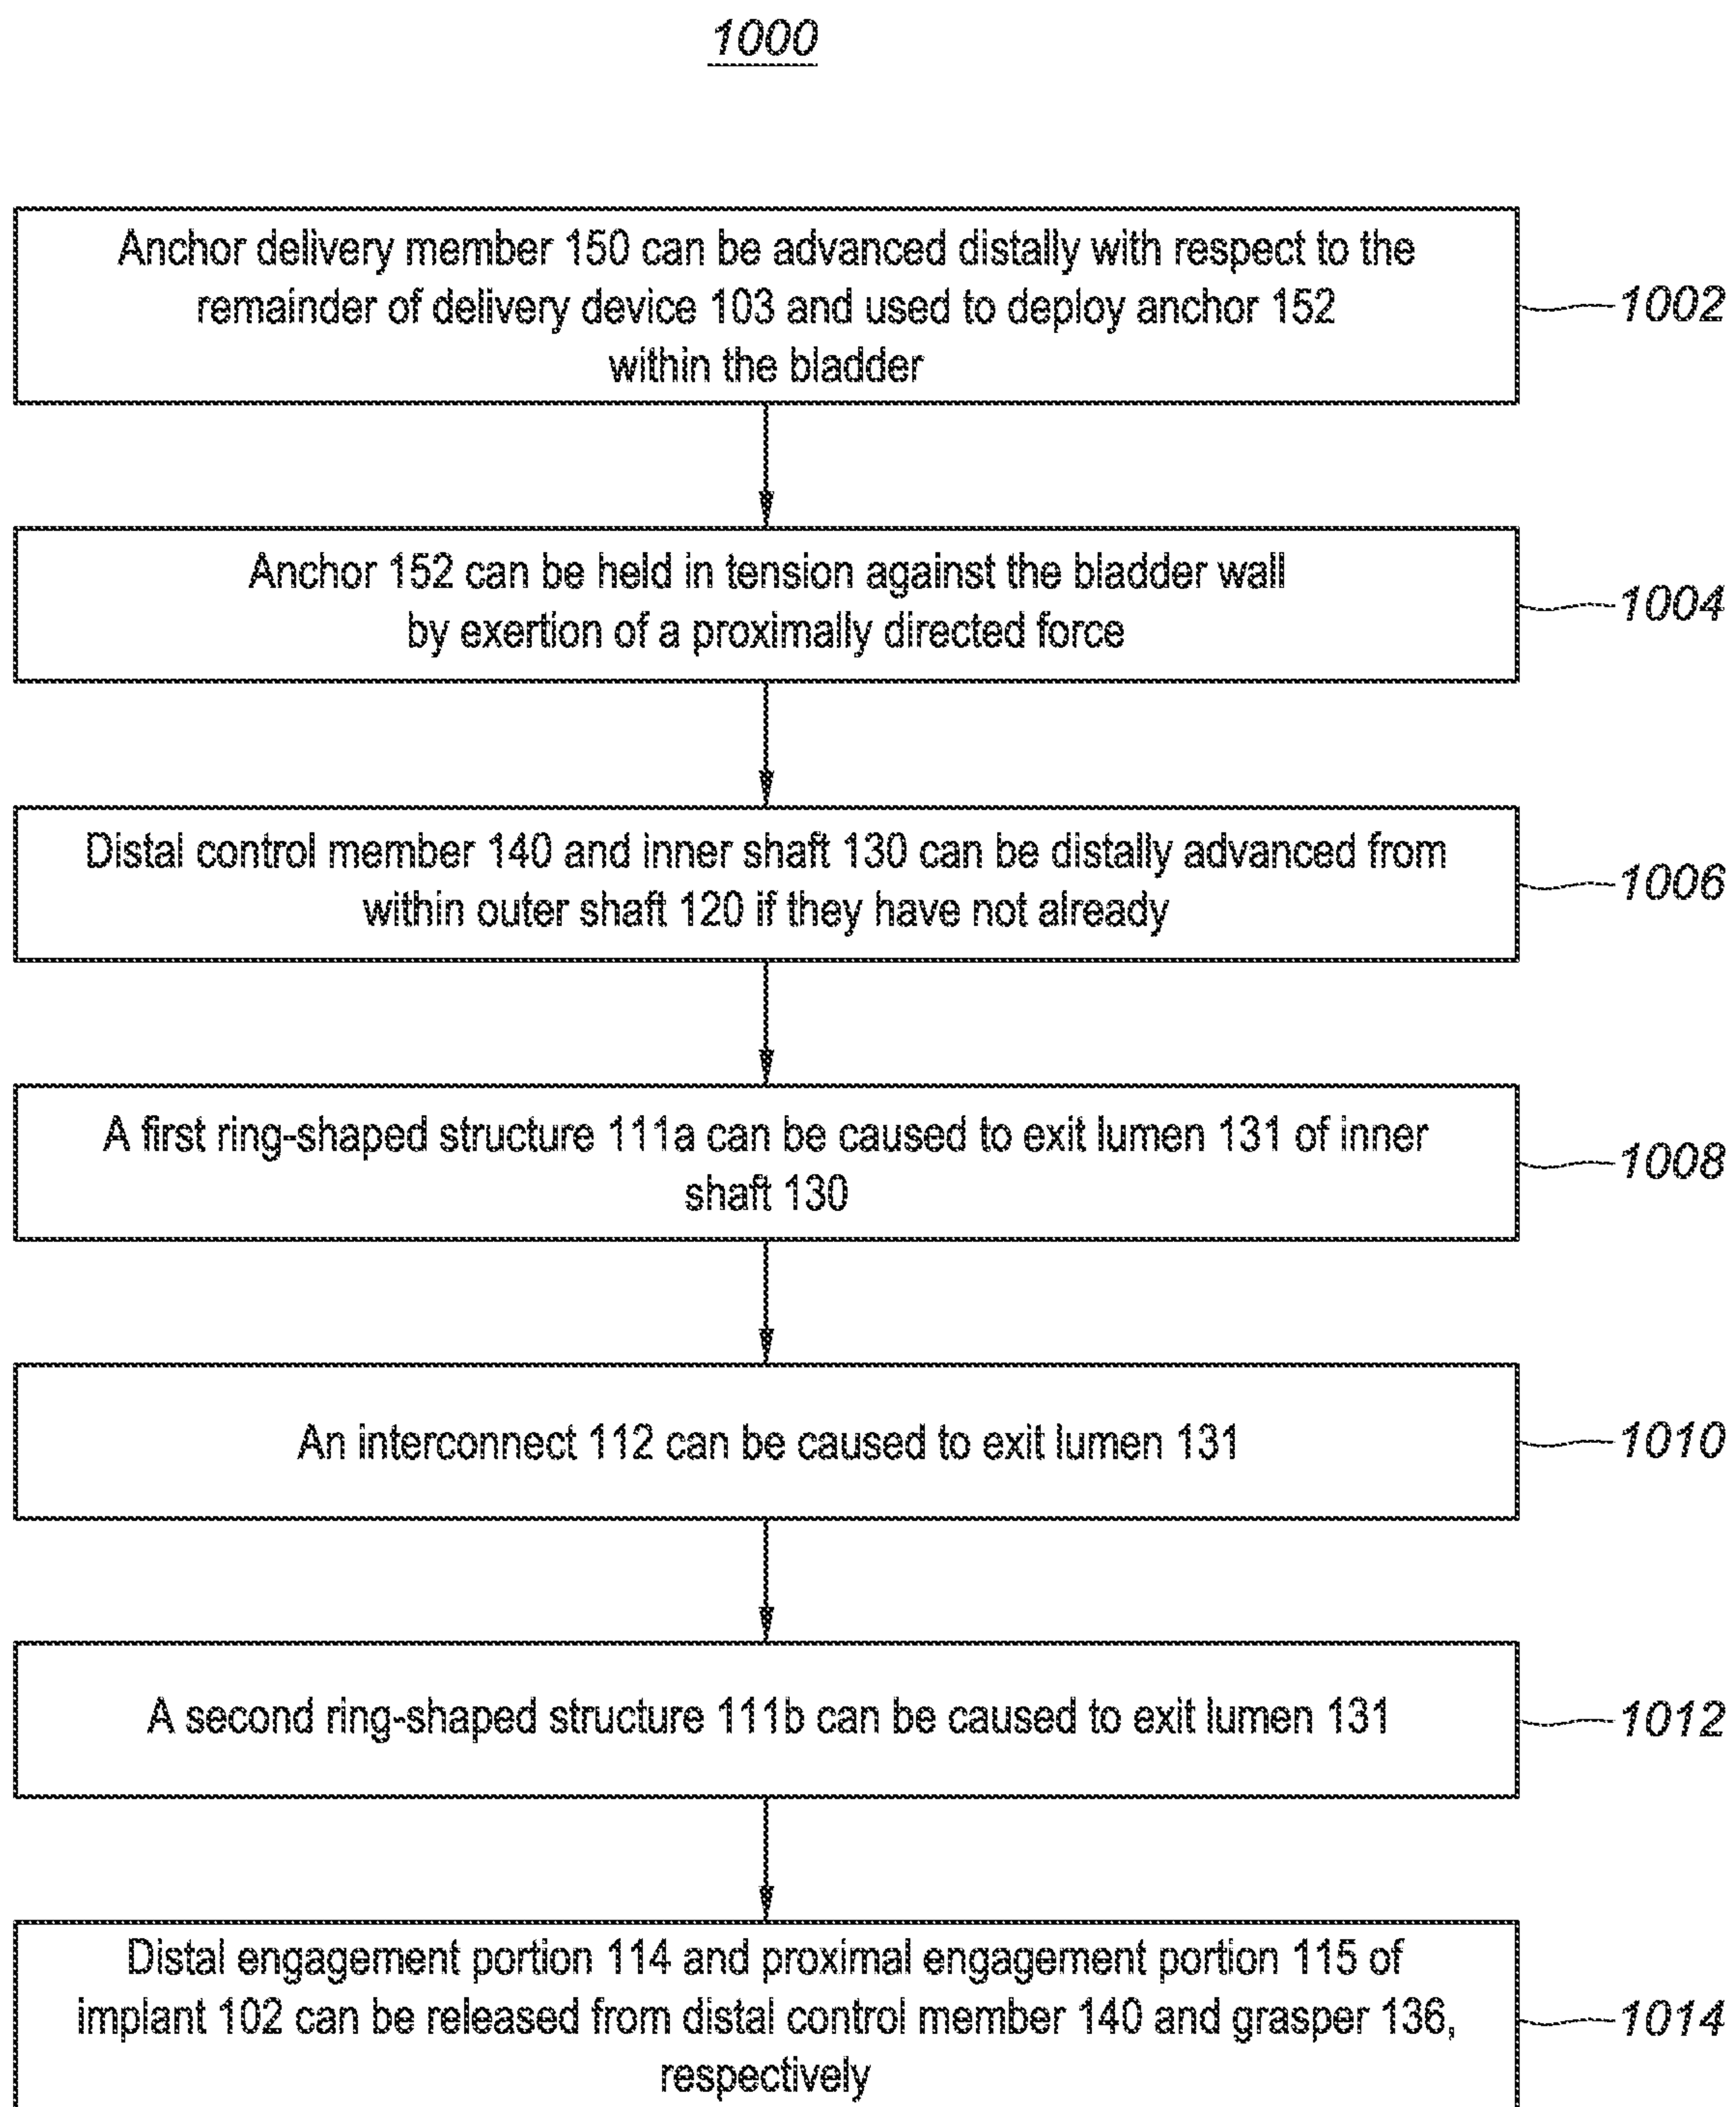 1000
Anchor delivery member 150 can be advanced distally with respect to the
remainder of delivery device 103 and used to deploy anchor 152
within the bladder
1002
Anchor 152 can be held in tension against the bladder wall
by exertion of a proximally directed force
1004
Distal control member 140 and inner shaft 130 can be distally advanced from
within outer shaft 120 if they have not already
1006
A first ring-shaped structure 111a can be caused to exit lumen 131 of inner
shaft 130
1008
An interconnect 112 can be caused to exit lumen 131
1010
A second ring-shaped structure 111b can be caused to exit lumen 131
1012
Distal engagement portion 114 and proximal engagement portion 115 of
implant 102 can be released from distal control member 140 and grasper 136,
respectively
1014